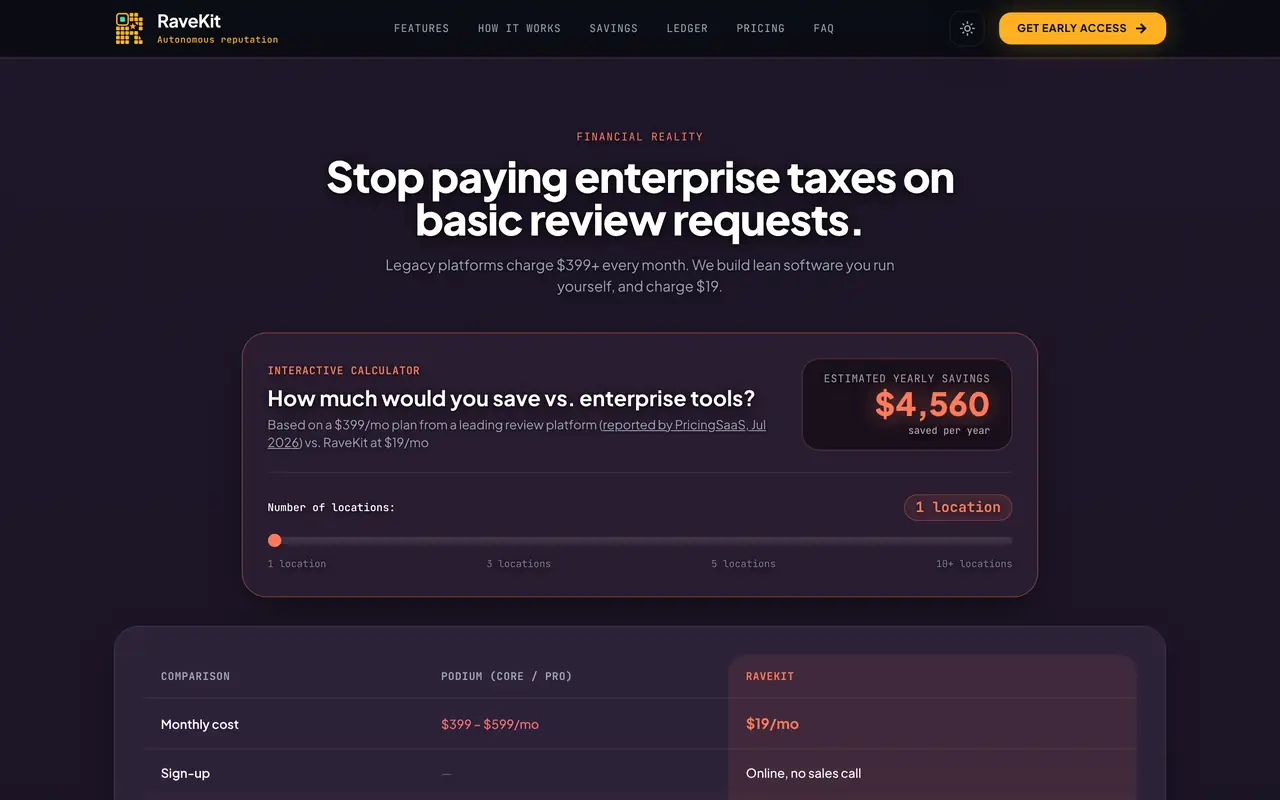 RaveKit
Autonomous reputation
FEATURES
HOW IT WORKS
SAVINGS
LEDGER
PRICING
FAQ
GET EARLY ACCESS →
FINANCIAL REALITY
Stop paying enterprise taxes on
basic review requests.
Legacy platforms charge $399+ every month. We build lean software you run
yourself, and charge $19.
INTERACTIVE CALCULATOR
How much would you save vs. enterprise tools?
Based on a $399/mo plan from a leading review platform (reported by PricingSaaS, Jul
2026) vs. RaveKit at $19/mo
ESTIMATED YEARLY SAVINGS
$4,560
saved per year
Number of locations:
1 location
1 location
3 locations
5 locations
10+ locations
COMPARISON
PODIUM (CORE / PRO)
RAVEKIT
Monthly cost
$399 – $599/mo
$19/mo
Sign-up
—
Online, no sales call